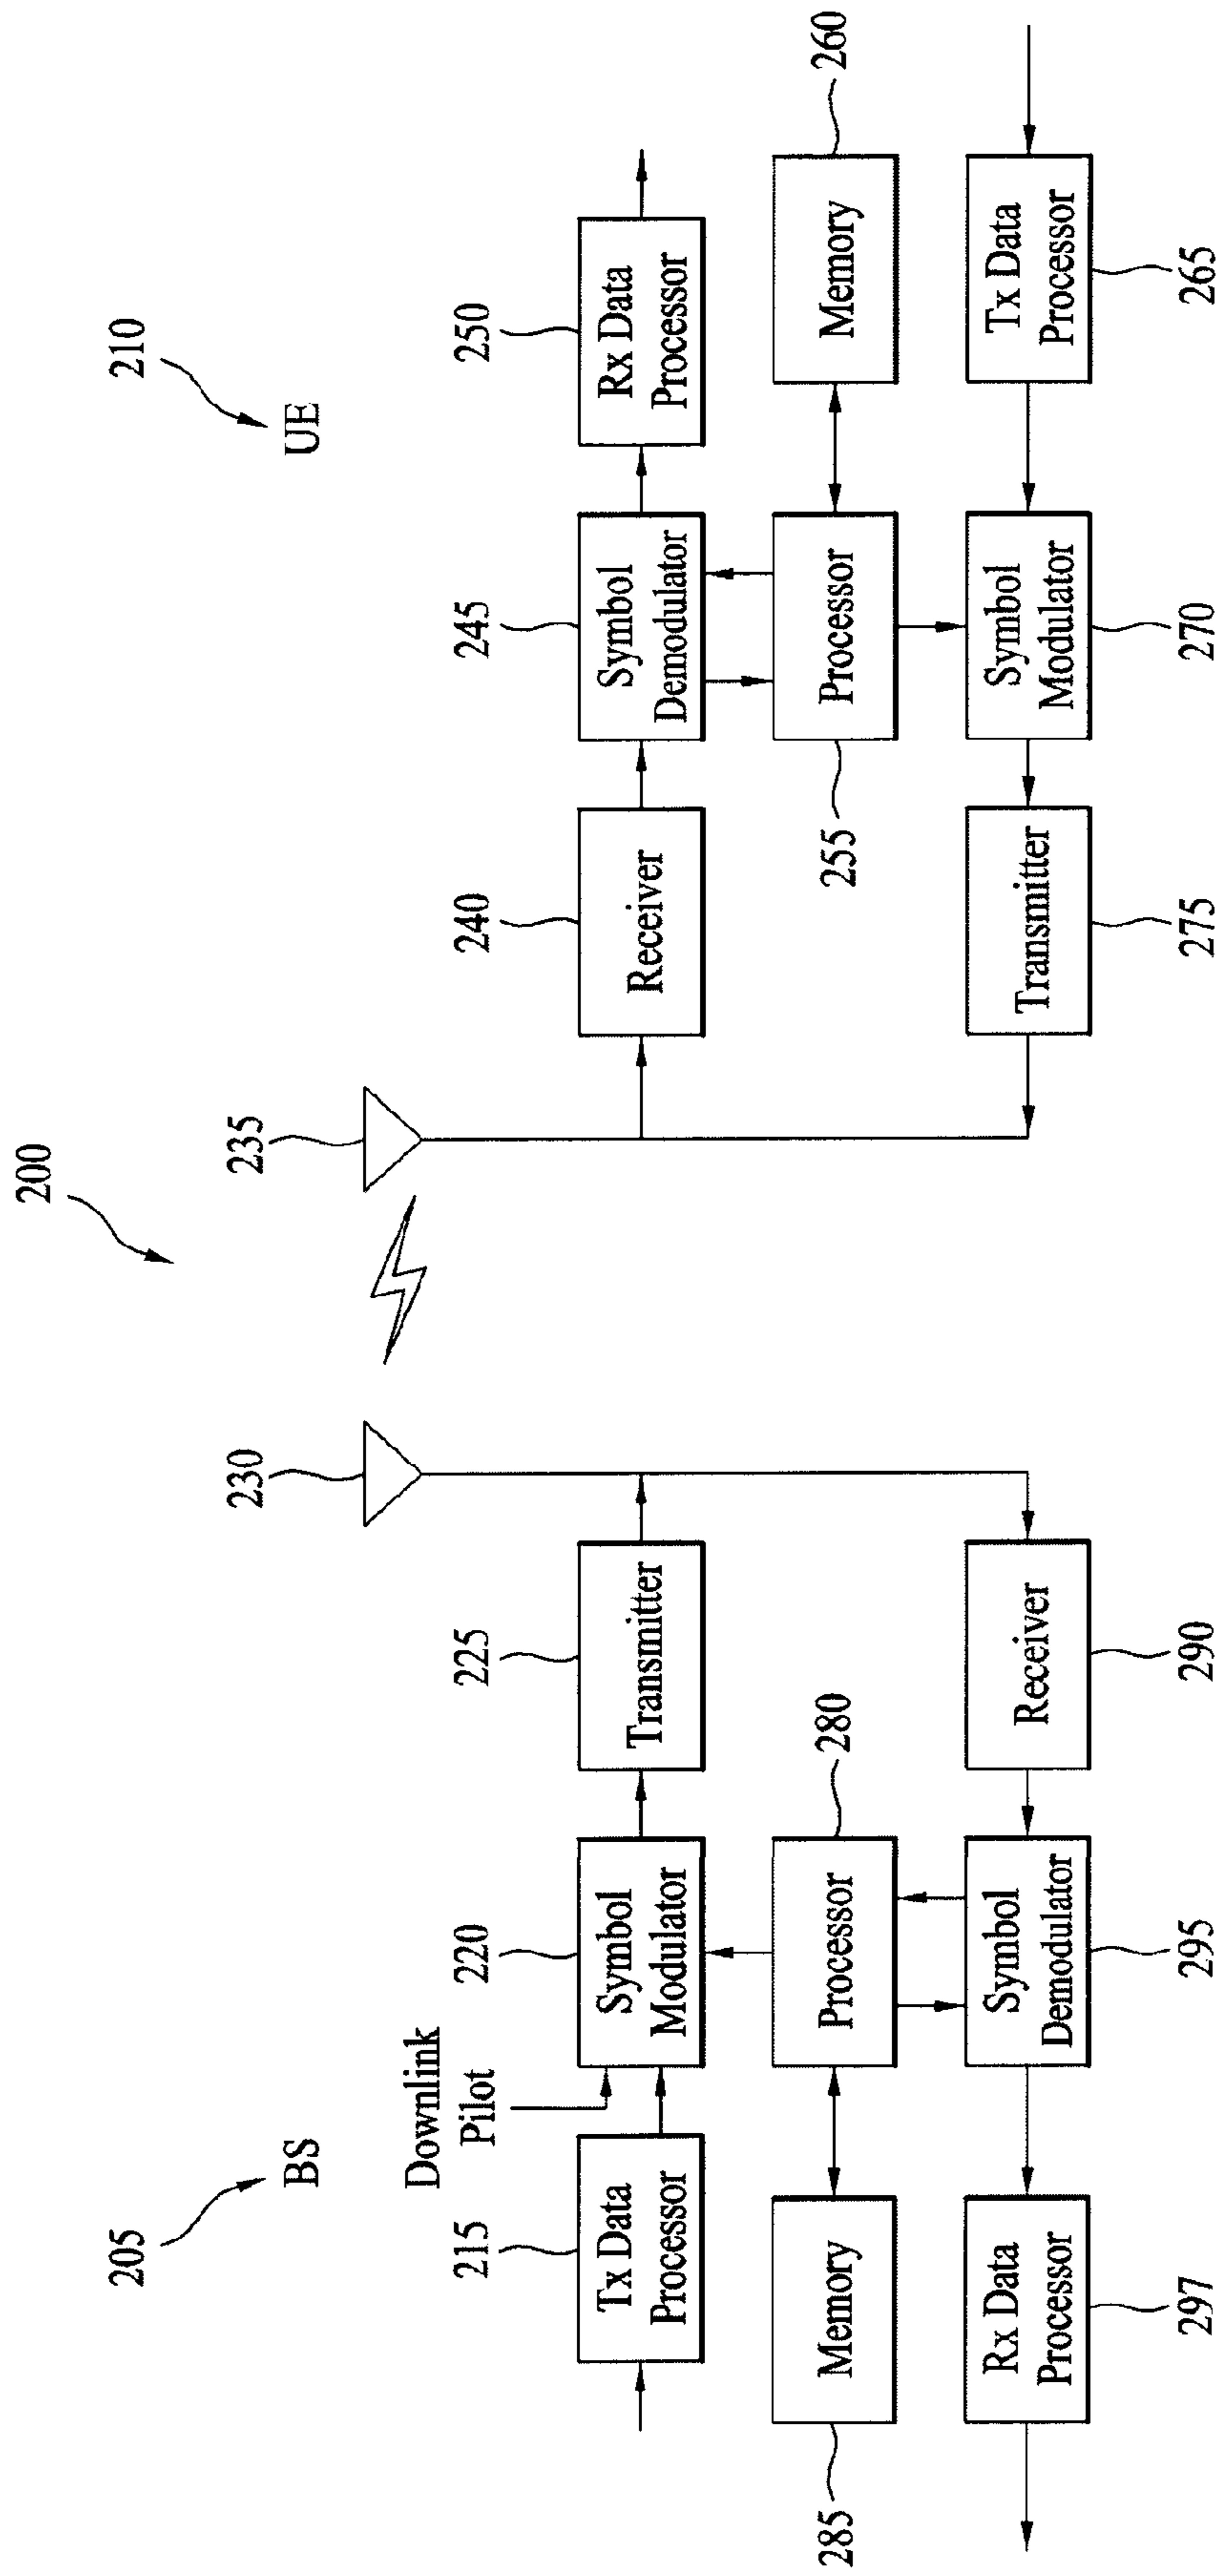 200
205
BS
210
UE
230
235
Downlink
Pilot
215
Tx Data
Processor
220
Symbol
Modulator
225
Transmitter
240
Receiver
245
Symbol
Demodulator
250
Rx Data
Processor
285
Memory
280
Processor
255
Processor
260
Memory
297
Rx Data
Processor
295
Symbol
Demodulator
290
Receiver
275
Transmitter
270
Symbol
Modulator
265
Tx Data
Processor